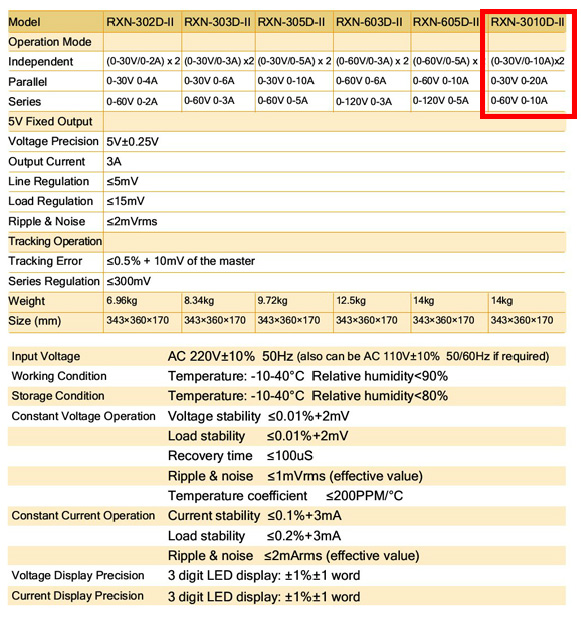 Model RXN-302D-II RXN-303D-II RXN-305D-II RXN-603D-II RXN-605D-II RXN-3010D-II
Operation Mode
Independent (O-30V/0-2A) x 2 (0-30V/0-3A) x2 (0-30V/0-5A) x 2 (0-60V/0-3A) x 2 (0-60V/0-5A) x 2 (0-3OV/0-10A)x2
Parallel 0-30V 0-4A 0-30V 0-6A 0-30V 0-10A 0-60V 0-6A 0-60V 0-10A 0-30V 0-20A
Series 0-60V 0-2A 0-60V 0-3A 0-60V 0-5A 0-120V 0-3A 0-120V 0-5A 0-60V 0-10A
5V Fixed Output
Voltage Precision 5V±0.25V
Output Current 3A
Line Regulation ≤5mV
Load Regulation ≤15mV
Ripple & Noise ≤2mVrms
Tracking Operation
Tracking Error ≤0.5% + 10mV of the master
Series Regulation ≤300mV
Weight 6.96kg 8.34kg 9.72kg 12.5kg 14kg 14kg
Size (mm) 343×360×170 343×360×170 343×360×170 343×360×170 343×360×170 343×360×170
Input Voltage AC 220V±10% 50Hz (also can be AC 110V±10% 50/60Hz if required)
Working Condition Temperature: -10-40°C Relative humidity<90%
Storage Condition Temperature: -10-40°C Relative humidity<80%
Constant Voltage Operation Voltage stability ≤0.01%+2mV
Load stability ≤0.01%+2mV
Recovery time ≤100uS
Ripple & noise ≤1mVrms (effective value)
Temperature coefficient ≤200PPM/°C
Constant Current Operation Current stability ≤0.1%+3mA
Load stability ≤0.2%+3mA
Ripple & noise ≤2mArms (effective value)
Voltage Display Precision 3 digit LED display: ±1%±1 word
Current Display Precision 3 digit LED display: ±1%±1 word